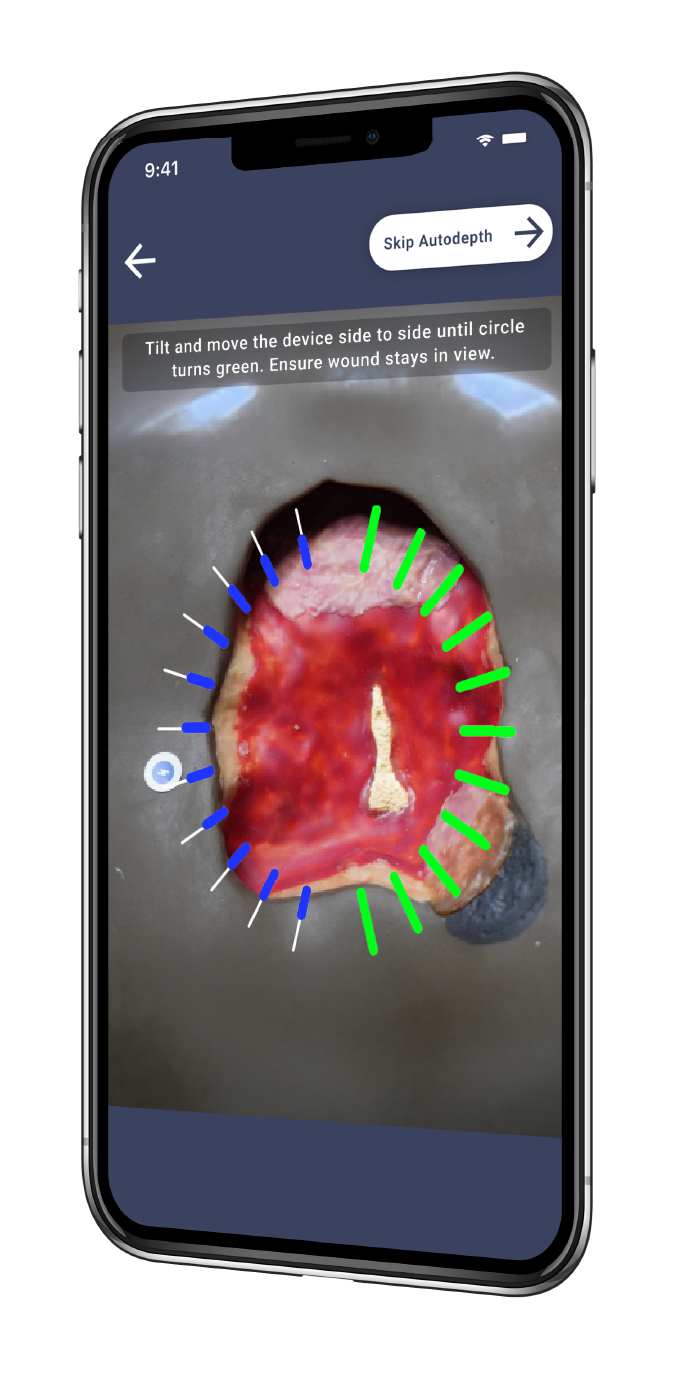 9:41
Skip Autodepth
Tilt and move the device side to side until circle
turns green. Ensure wound stays in view.